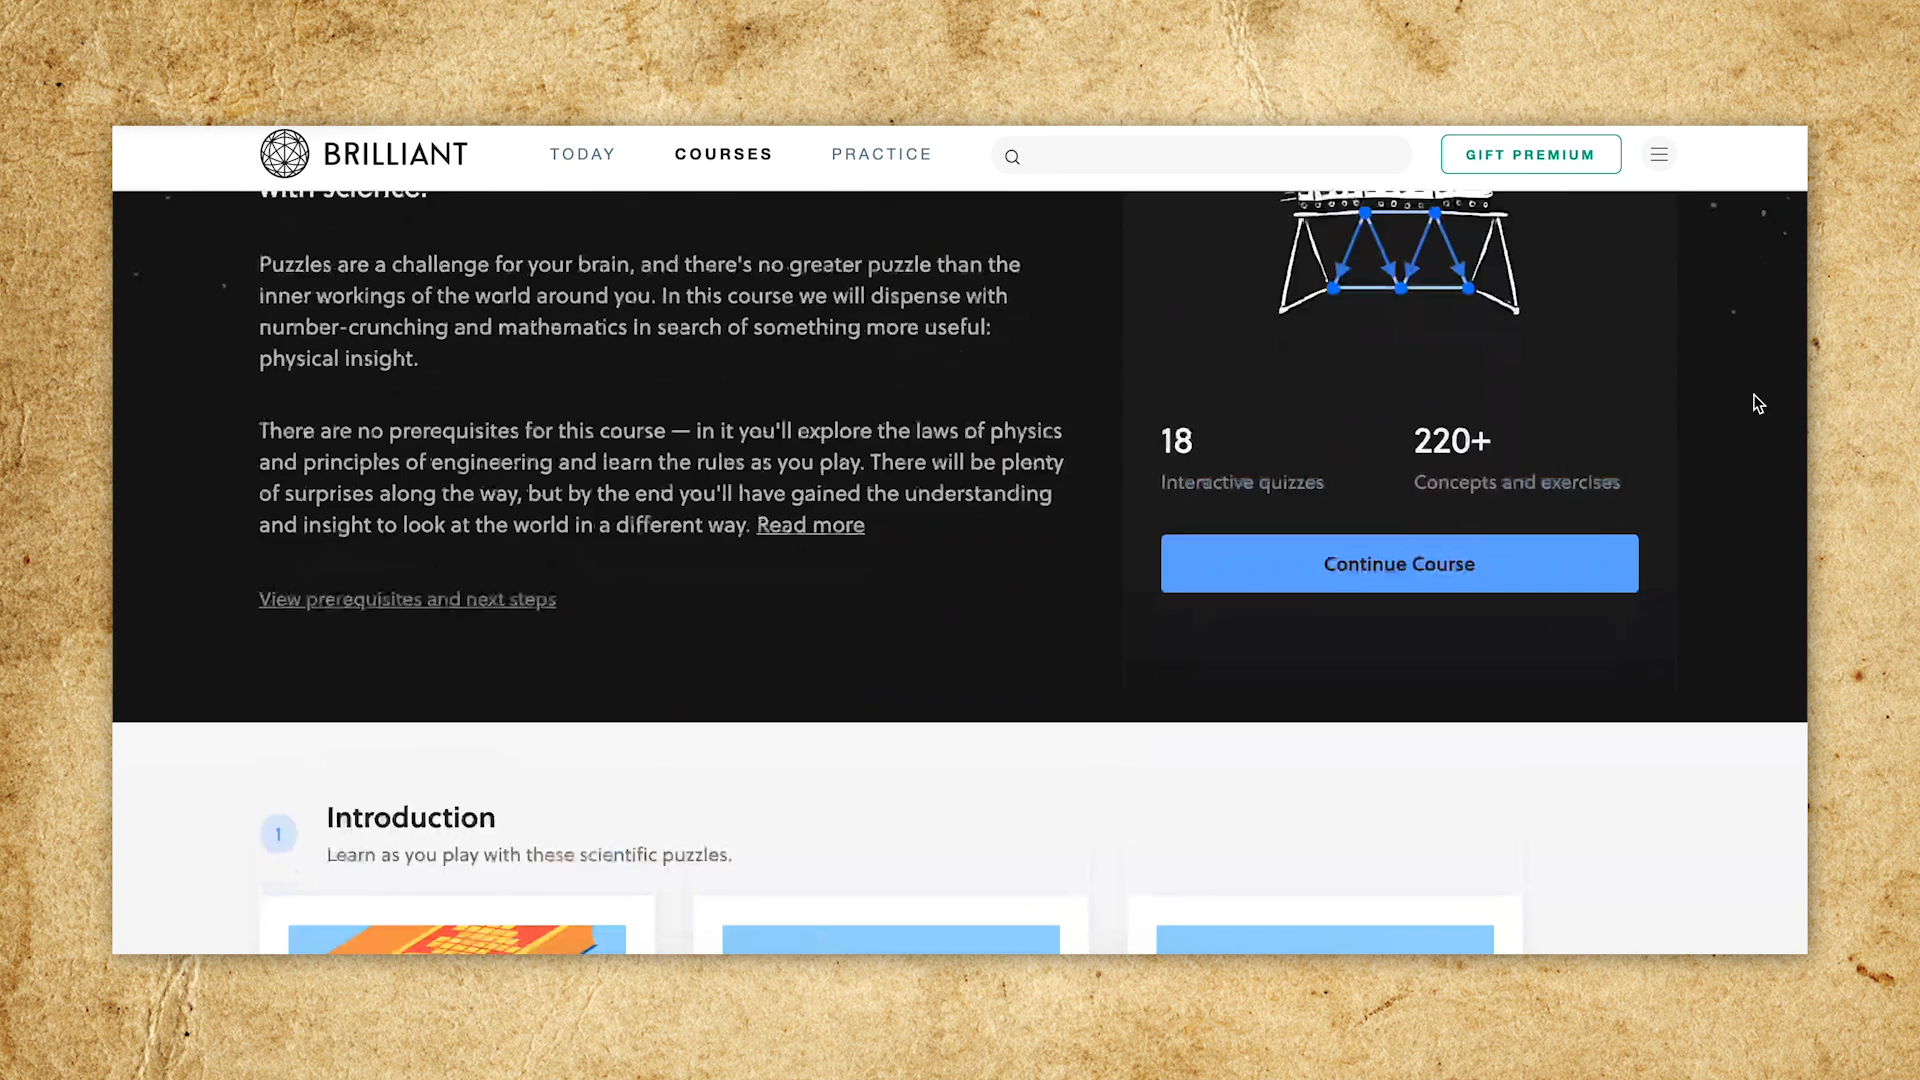 BRILLIANT
TODAY
COURSES
PRACTICE
GIFT PREMIUM
with science.
Puzzles are a challenge for your brain, and there's no greater puzzle than the
inner workings of the world around you. In this course we will dispense with
number-crunching and mathematics in search of something more useful:
physical insight.
There are no prerequisites for this course — in it you'll explore the laws of physics
and principles of engineering and learn the rules as you play. There will be plenty
of surprises along the way, but by the end you'll have gained the understanding
and insight to look at the world in a different way. Read more
View prerequisites and next steps
18
Interactive quizzes
220+
Concepts and exercises
Continue Course
1
Introduction
Learn as you play with these scientific puzzles.